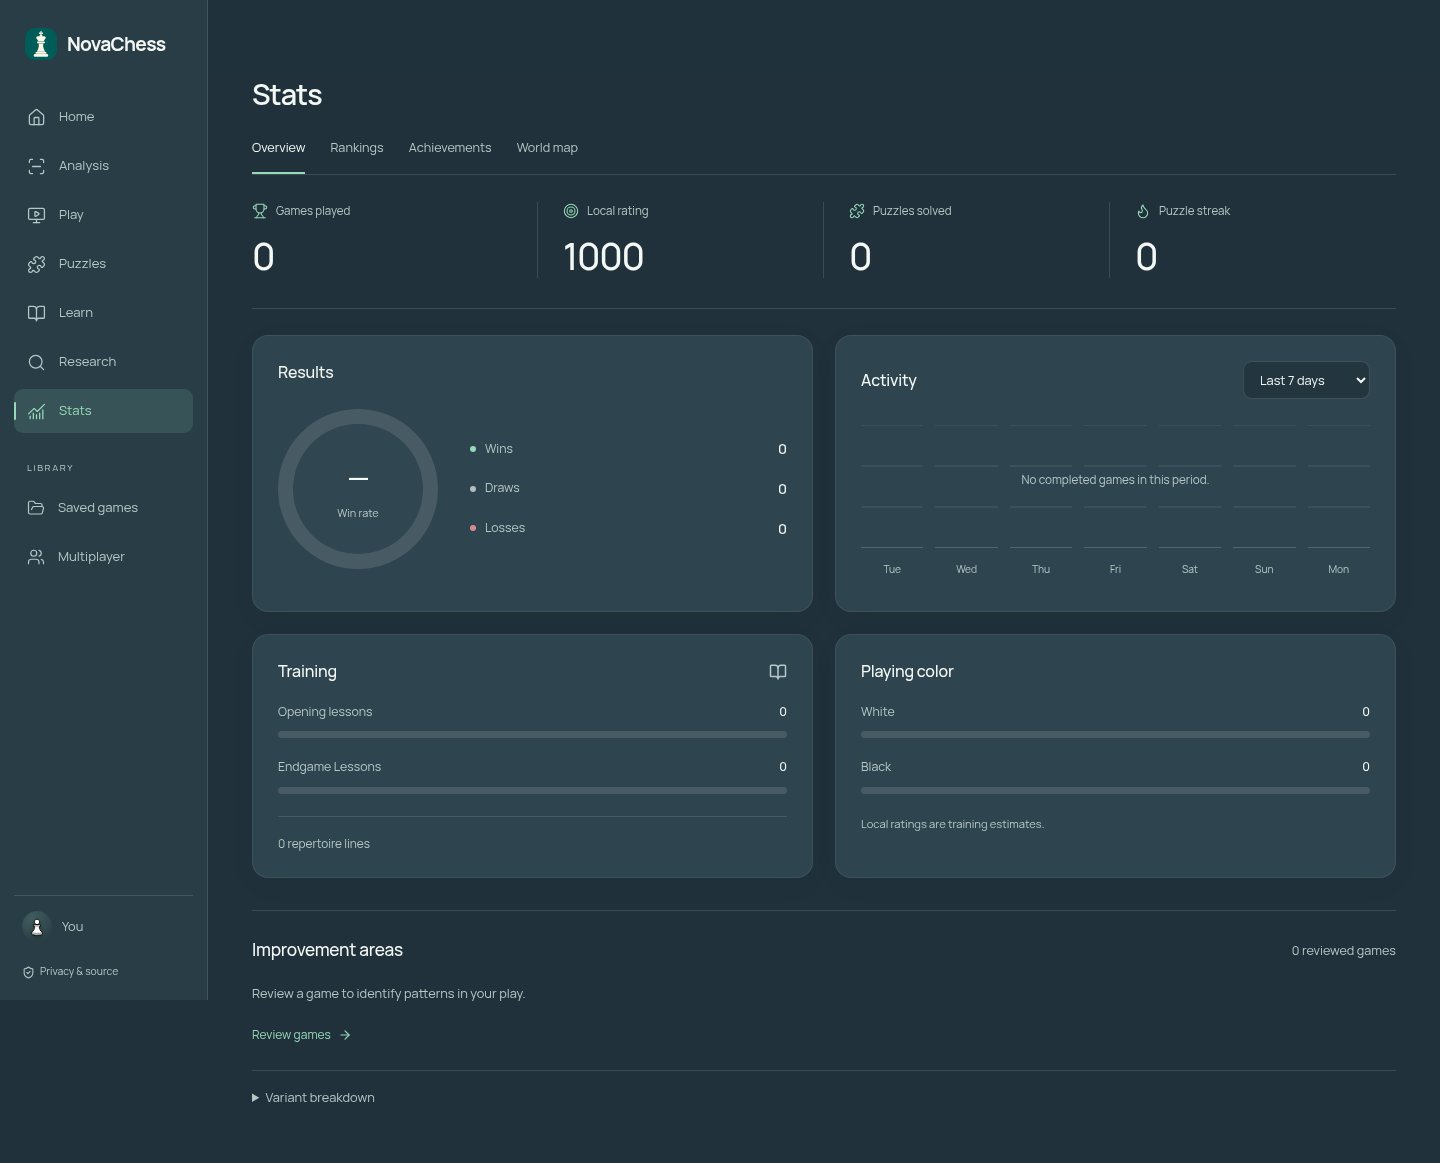 NovaChess
Home
Analysis
Play
Puzzles
Learn
Research
Stats
LIBRARY
Saved games
Multiplayer
You
Privacy & source
Stats
Overview
Rankings
Achievements
World map
Games played
0
Local rating
1000
Puzzles solved
0
Puzzle streak
0
Results
—
Win rate
Wins 0
Draws 0
Losses 0
Activity
Last 7 days
No completed games in this period.
Tue Wed Thu Fri Sat Sun Mon
Training
Opening lessons 0
Endgame Lessons 0
0 repertoire lines
Playing color
White 0
Black 0
Local ratings are training estimates.
Improvement areas
0 reviewed games
Review a game to identify patterns in your play.
Review games →
Variant breakdown